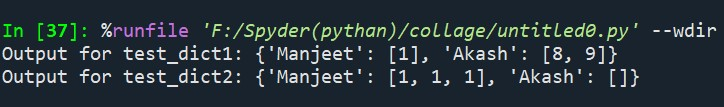 In [37]: %runfile 'F:/Spyder(pythan)/collage/untitled0.py' --wdir
Output for test_dict1: {'Manjeet': [1], 'Akash': [8, 9]}
Output for test_dict2: {'Manjeet': [1, 1, 1], 'Akash': []}